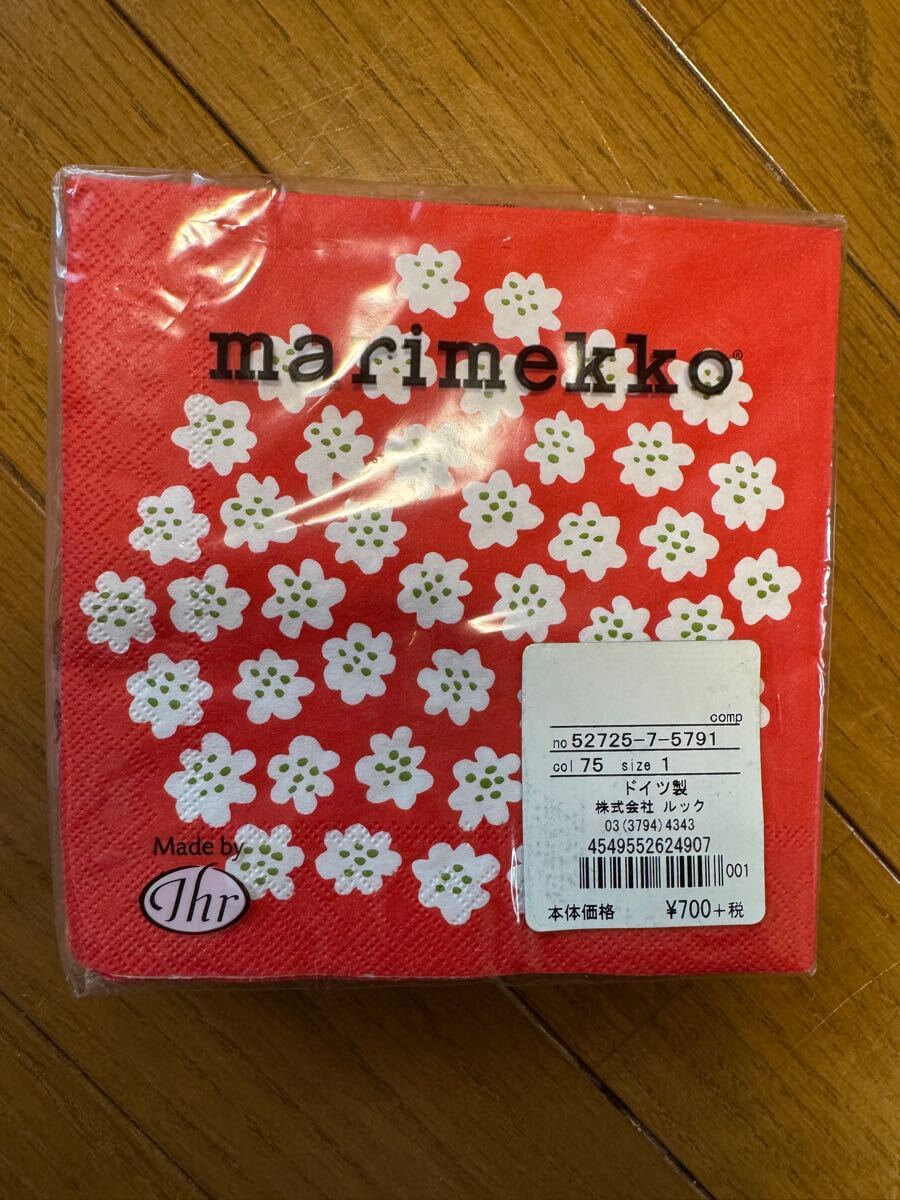 marimekko®
Made by
Ihr
comp
no 52725-7-5791
col 75 size 1
ドイツ製
株式会社 ルック
03(3794)4343
4549552624907
001
本体価格 ¥700+税